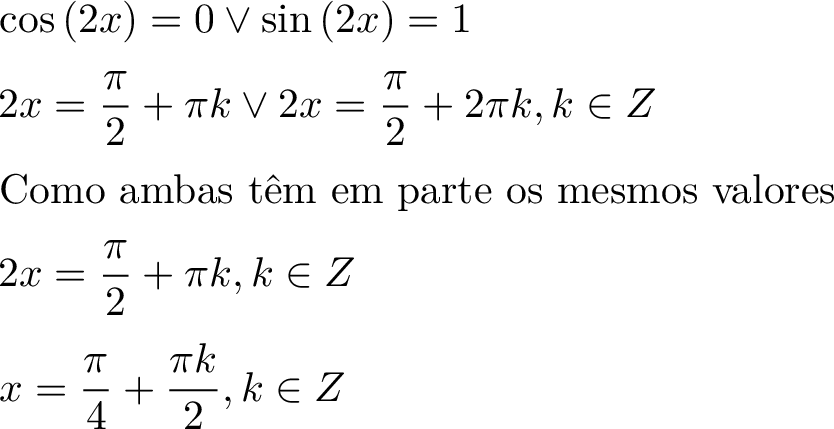 cos (2x) = 0 ∨ sin (2x) = 1
2x = π/2 + πk ∨ 2x = π/2 + 2πk, k ∈ Z
Como ambas têm em parte os mesmos valores
2x = π/2 + πk, k ∈ Z
x = π/4 + πk/2, k ∈ Z